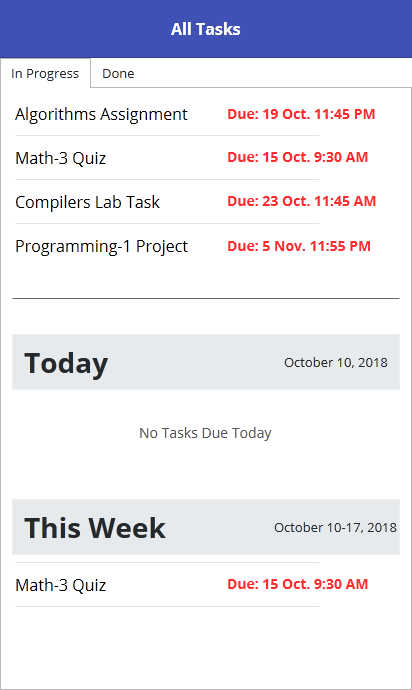 All Tasks
In Progress Done
Algorithms Assignment Due: 19 Oct. 11:45 PM
Math-3 Quiz Due: 15 Oct. 9:30 AM
Compilers Lab Task Due: 23 Oct. 11:45 AM
Programming-1 Project Due: 5 Nov. 11:55 PM
Today October 10, 2018
No Tasks Due Today
This Week October 10-17, 2018
Math-3 Quiz Due: 15 Oct. 9:30 AM